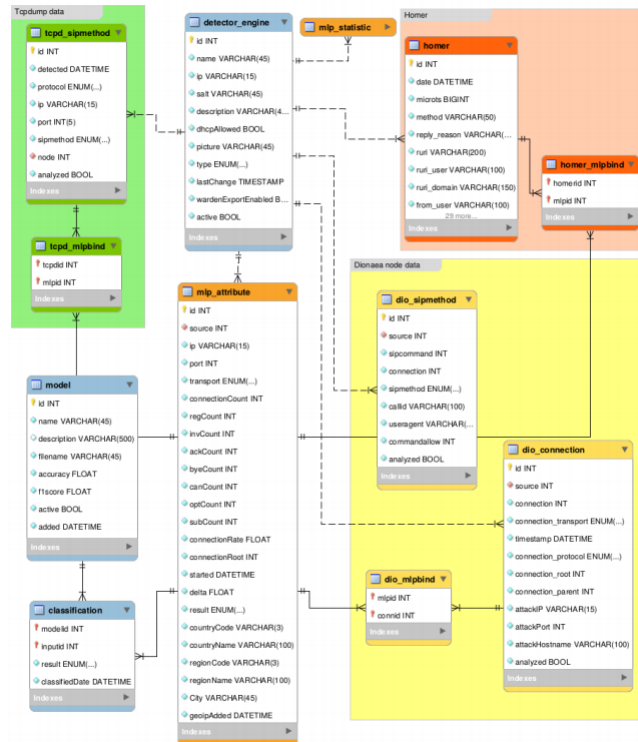 Tcpdump data
tcpd_sipmethod
id INT
detected DATETIME
protocol ENUM(...)
ip VARCHAR(15)
port INT(5)
sipmethod ENUM(...)
node INT
analyzed BOOL
Indexes
tcpd_mlpbind
tcpdid INT
mlpid INT
Indexes
model
id INT
name VARCHAR(45)
description VARCHAR(500)
filename VARCHAR(45)
accuracy FLOAT
f1score FLOAT
active BOOL
added DATETIME
Indexes
classification
modelid INT
inputid INT
result ENUM(...)
classifiedDate DATETIME
Indexes
detector_engine
id INT
name VARCHAR(45)
ip VARCHAR(15)
salt VARCHAR(45)
description VARCHAR(4...
dhcpAllowed BOOL
picture VARCHAR(45)
type ENUM(...)
lastChange TIMESTAMP
wardenExportEnabled B...
active BOOL
Indexes
mlp_attribute
id INT
source INT
ip VARCHAR(15)
port INT
transport ENUM(...)
connectionCount INT
regCount INT
invCount INT
ackCount INT
byeCount INT
canCount INT
optCount INT
subCount INT
connectionRate FLOAT
connectionRoot INT
started DATETIME
delta FLOAT
result ENUM(...)
countryCode VARCHAR(3)
countryName VARCHAR(100)
regionCode VARCHAR(3)
regionName VARCHAR(100)
City VARCHAR(45)
geoipAdded DATETIME
Indexes
mlp_statistic
Homer
homer
id INT
date DATETIME
microts BIGINT
method VARCHAR(50)
reply_reason VARCHAR(...
ruri VARCHAR(200)
ruri_user VARCHAR(100)
ruri_domain VARCHAR(150)
from_user VARCHAR(100)
29 more...
Indexes
homer_mlpbind
homerid INT
mlpid INT
Indexes
Dionaea node data
dio_sipmethod
id INT
source INT
sipcommand INT
connection INT
sipmethod ENUM(...)
callid VARCHAR(100)
useragent VARCHAR(...
commandallow INT
analyzed BOOL
Indexes
dio_connection
id INT
source INT
connection INT
connection_transport ENUM(...)
timestamp DATETIME
connection_protocol ENUM(...)
connection_root INT
connection_parent INT
attackIP VARCHAR(15)
attackPort INT
attackHostname VARCHAR(100)
analyzed BOOL
Indexes
dio_mlpbind
mlpid INT
connid INT
Indexes